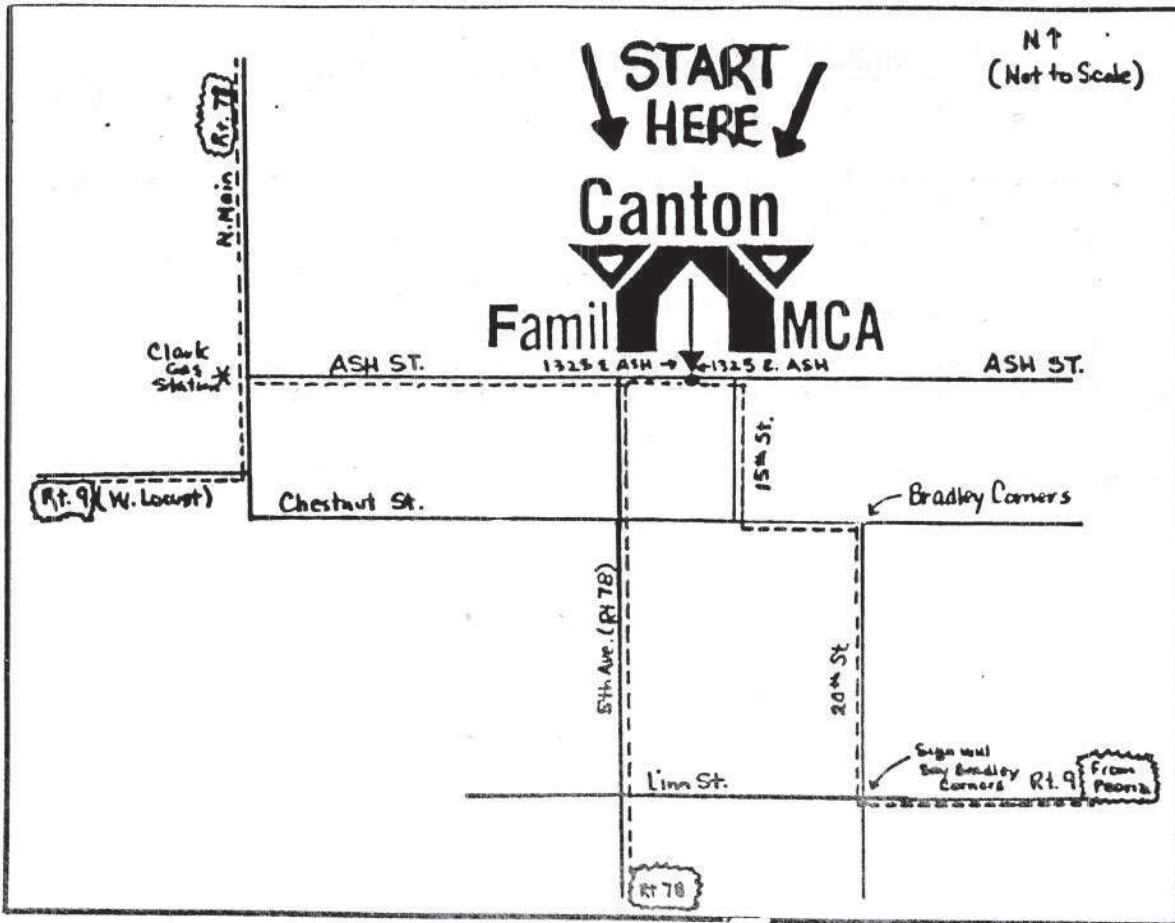 N ↑
(Not to Scale)
START
HERE
Canton
Famil MCA
Rt. 78
N. Main
Clark
Gas
Station
ASH ST.
1325 E ASH → ←1325 E. ASH
ASH ST.
15th St.
Rt. 9 (W. Locust)
Chestnut St.
Bradley Corners
5th Ave. (Rt 78)
20th St
Sign will
Say Bradley
Corners
Rt. 9
From
Peoria
Linn St.
Rt 78